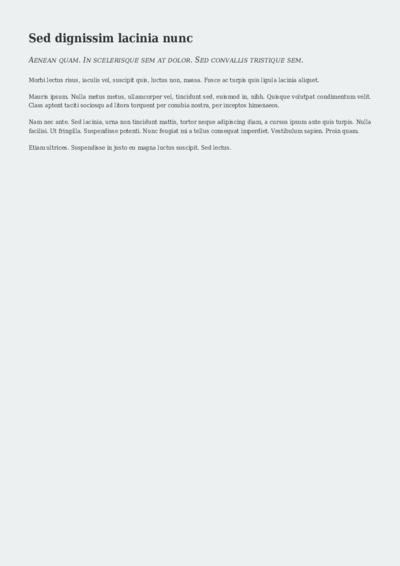 Sed dignissim lacinia nunc
Aenean quam. In scelerisque sem at dolor. Sed convallis tristique sem.
Morbi lectus risus, iaculis vel, suscipit quis, luctus non, massa. Fusce ac turpis quis ligula lacinia aliquet.
Mauris ipsum. Nulla metus metus, ullamcorper vel, tincidunt sed, euismod in, nibh. Quisque volutpat condimentum velit.
Class aptent taciti sociosqu ad litora torquent per conubia nostra, per inceptos himenaeos.
Nam nec ante. Sed lacinia, urna non tincidunt mattis, tortor neque adipiscing diam, a cursus ipsum ante quis turpis. Nulla
facilisi. Ut fringilla. Suspendisse potenti. Nunc feugiat mi a tellus consequat imperdiet. Vestibulum sapien. Proin quam.
Etiam ultrices. Suspendisse in justo eu magna luctus suscipit. Sed lectus.